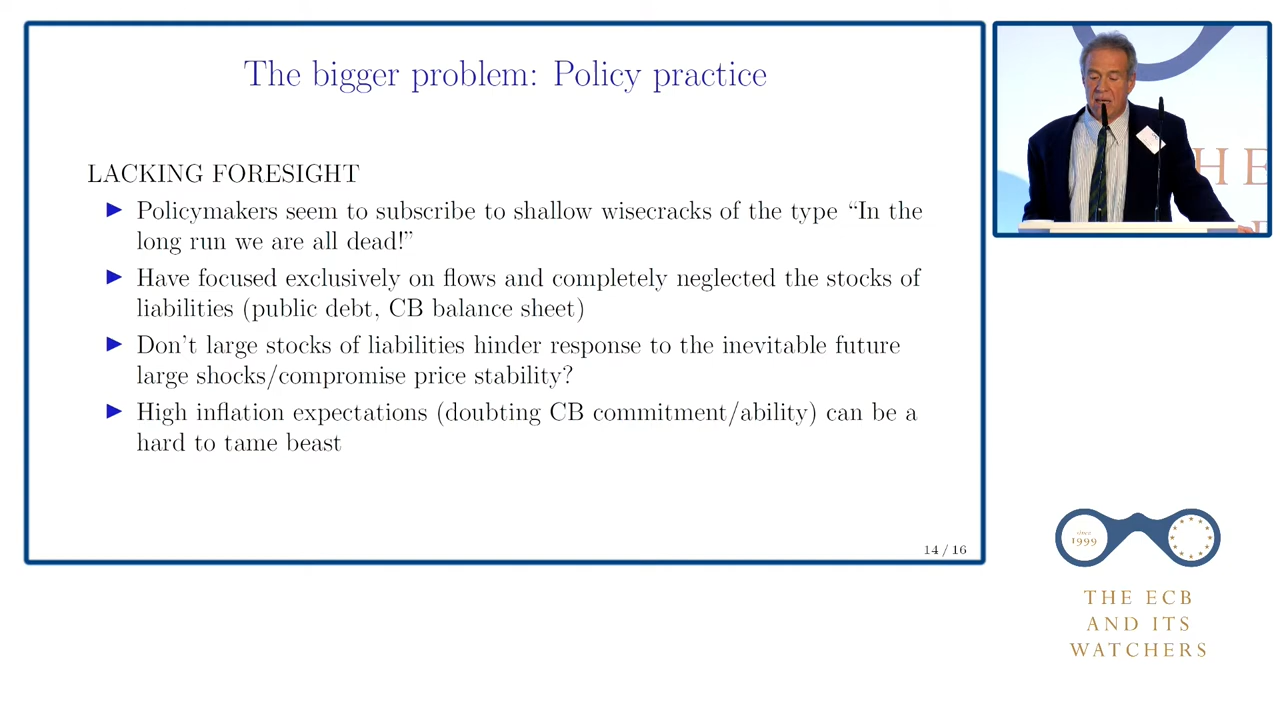 The bigger problem: Policy practice
LACKING FORESIGHT
Policymakers seem to subscribe to shallow wisecracks of the type “In the
long run we are all dead!”
Have focused exclusively on flows and completely neglected the stocks of
liabilities (public debt, CB balance sheet)
Don’t large stocks of liabilities hinder response to the inevitable future
large shocks/compromise price stability?
High inflation expectations (doubting CB commitment/ability) can be a
hard to tame beast
14 / 16
HE
since
1999
THE ECB
AND ITS
WATCHERS